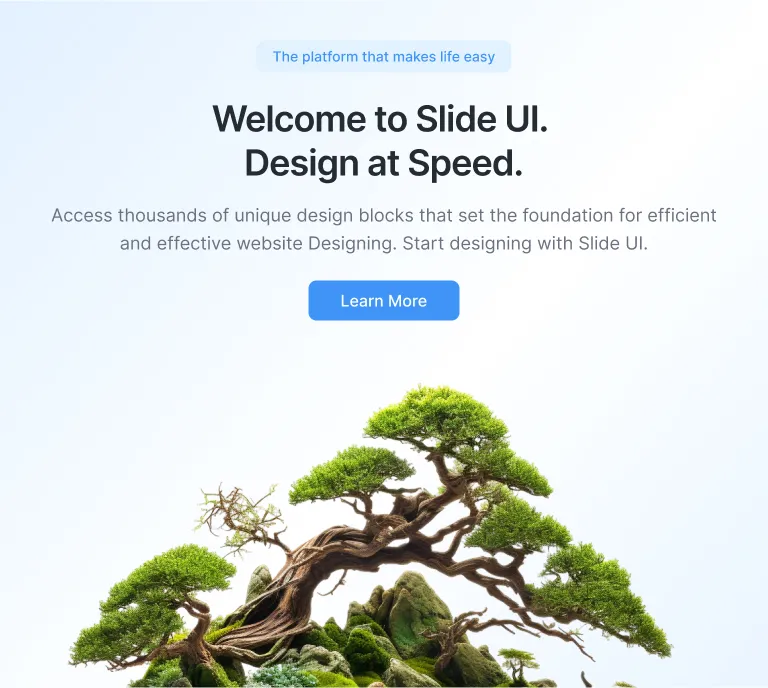 The platform that makes life easy
Welcome to Slide UI.
Design at Speed.
Access thousands of unique design blocks that set the foundation for efficient
and effective website Designing. Start designing with Slide UI.
Learn More